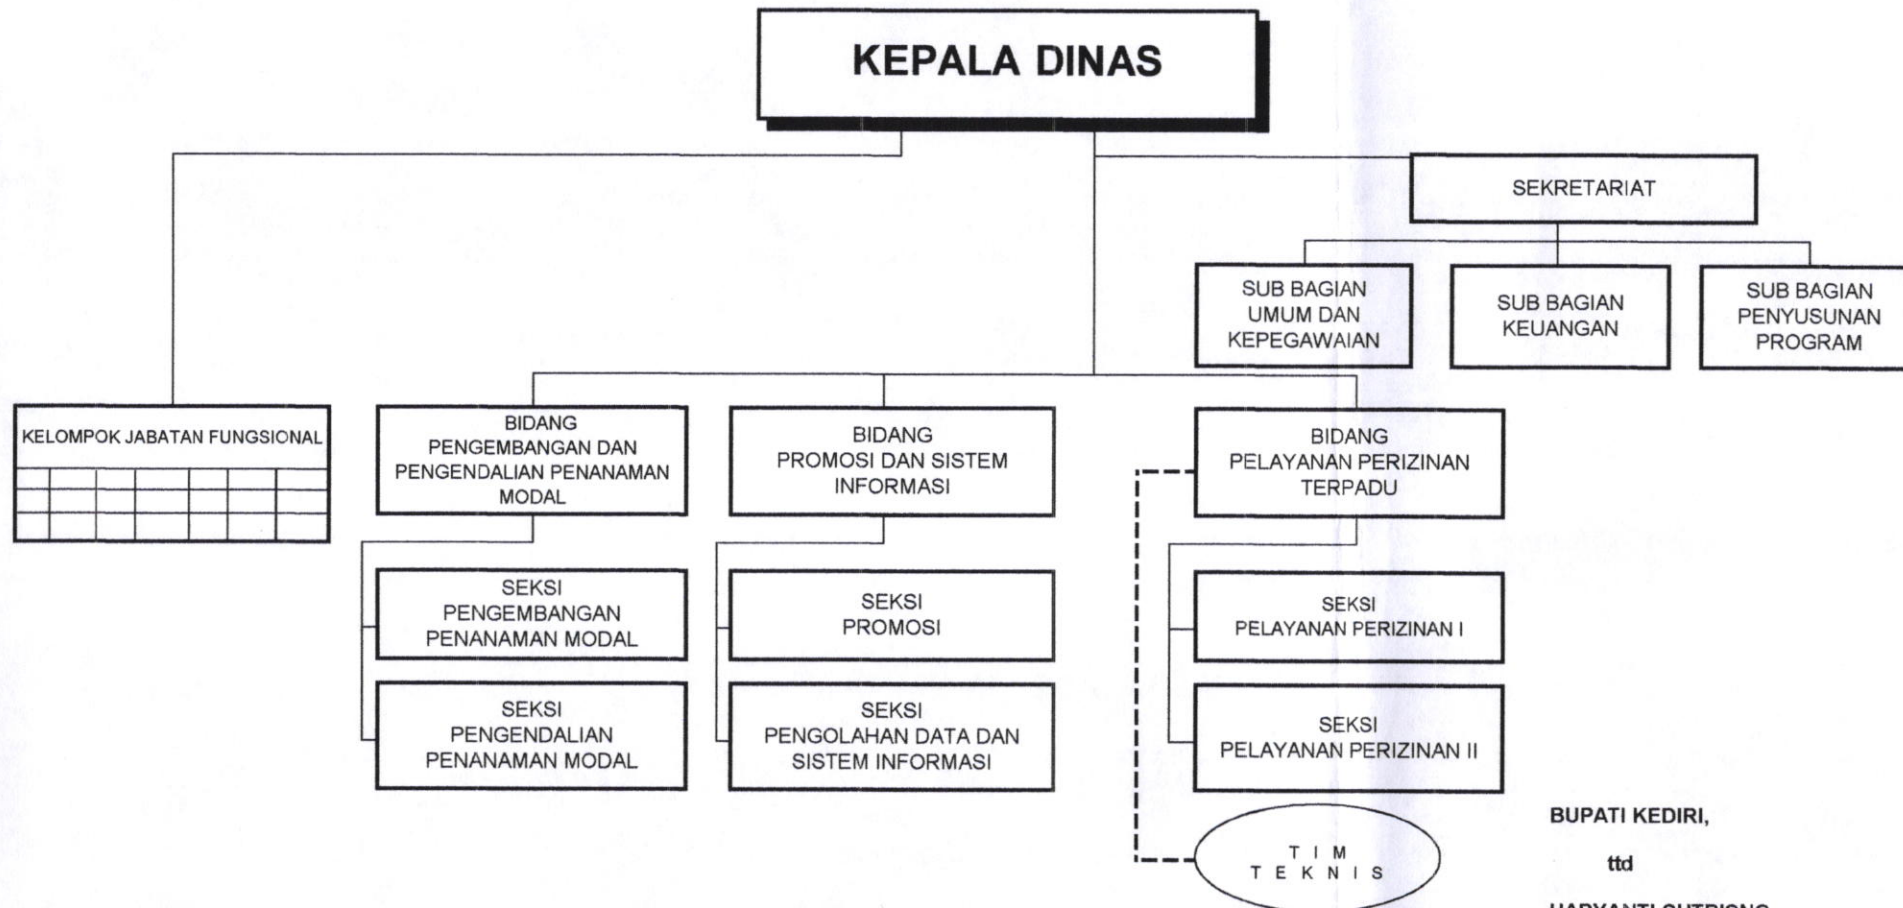 KEPALA DINAS
SEKRETARIAT
SUB BAGIAN
UMUM DAN
KEPEGAWAIAN
SUB BAGIAN
KEUANGAN
SUB BAGIAN
PENYUSUNAN
PROGRAM
KELOMPOK JABATAN FUNGSIONAL
BIDANG
PENGEMBANGAN DAN
PENGENDALIAN PENANAMAN
MODAL
BIDANG
PROMOSI DAN SISTEM
INFORMASI
BIDANG
PELAYANAN PERIZINAN
TERPADU
SEKSI
PENGEMBANGAN
PENANAMAN MODAL
SEKSI
PROMOSI
SEKSI
PELAYANAN PERIZINAN I
SEKSI
PENGENDALIAN
PENANAMAN MODAL
SEKSI
PENGOLAHAN DATA DAN
SISTEM INFORMASI
SEKSI
PELAYANAN PERIZINAN II
T I M
T E K N I S
BUPATI KEDIRI,
ttd
HARYANTI SUTRISNO